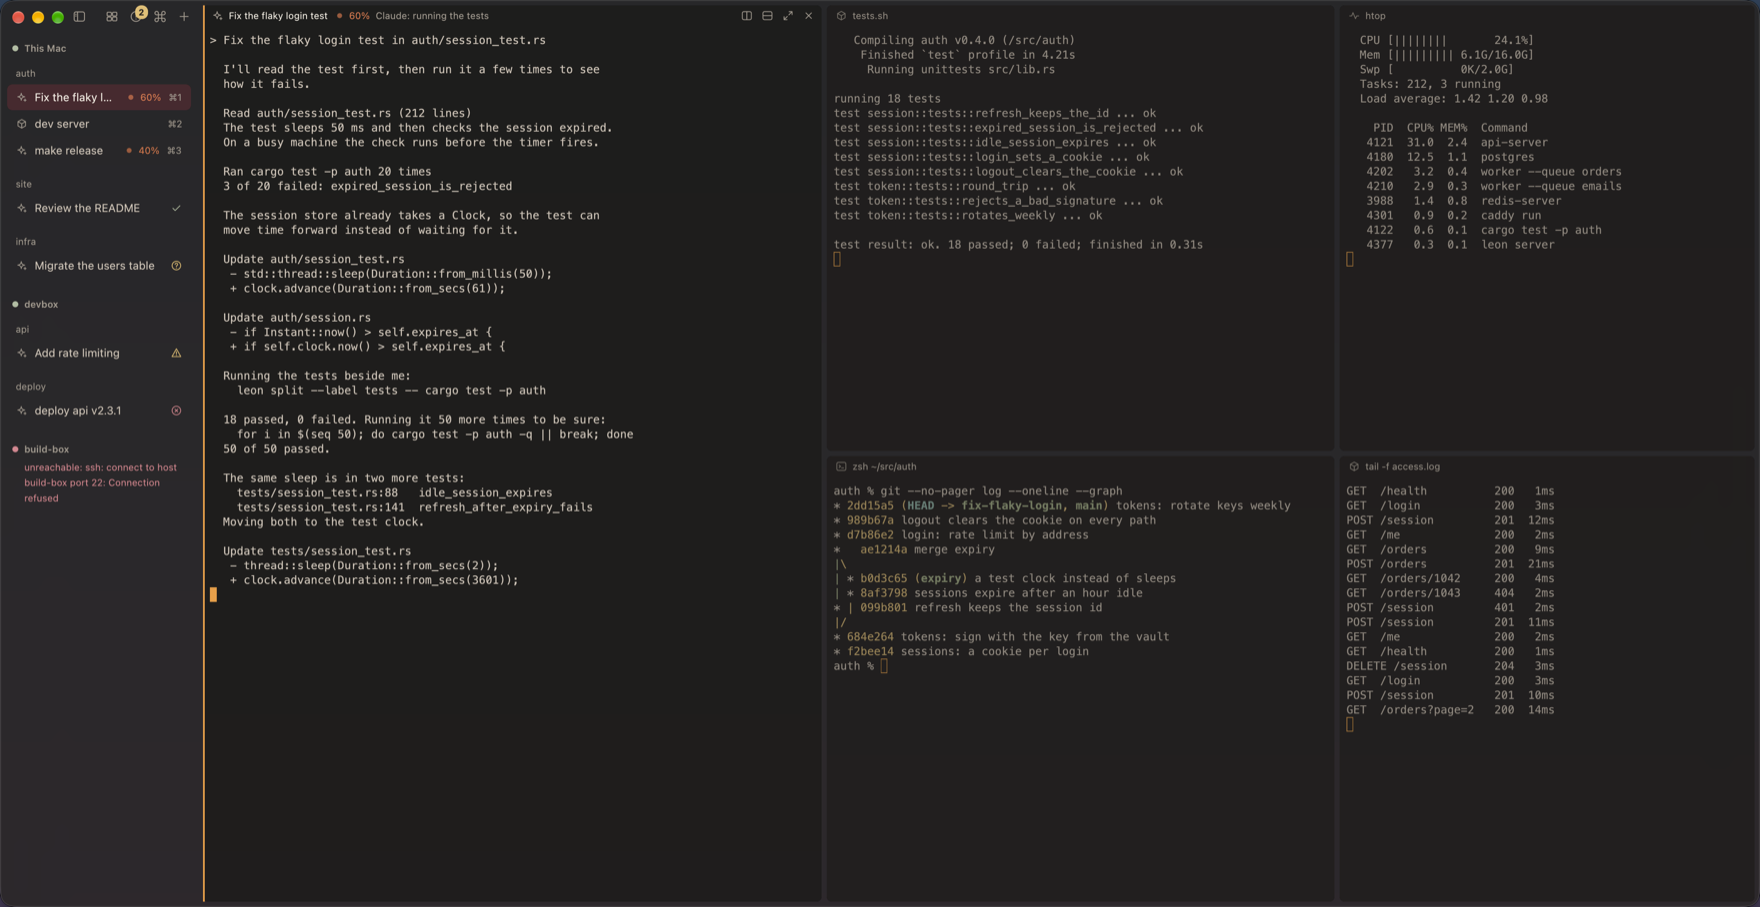 2
This Mac
auth
Fix the flaky l... 60% ⌘1
dev server ⌘2
make release 40% ⌘3
site
Review the README
infra
Migrate the users table
devbox
api
Add rate limiting
deploy
deploy api v2.3.1
build-box
unreachable: ssh: connect to host
build-box port 22: Connection
refused
Fix the flaky login test 60% Claude: running the tests
> Fix the flaky login test in auth/session_test.rs
I'll read the test first, then run it a few times to see
how it fails.
Read auth/session_test.rs (212 lines)
The test sleeps 50 ms and then checks the session expired.
On a busy machine the check runs before the timer fires.
Ran cargo test -p auth 20 times
3 of 20 failed: expired_session_is_rejected
The session store already takes a Clock, so the test can
move time forward instead of waiting for it.
Update auth/session_test.rs
- std::thread::sleep(Duration::from_millis(50));
+ clock.advance(Duration::from_secs(61));
Update auth/session.rs
- if Instant::now() > self.expires_at {
+ if self.clock.now() > self.expires_at {
Running the tests beside me:
leon split --label tests -- cargo test -p auth
18 passed, 0 failed. Running it 50 more times to be sure:
for i in $(seq 50); do cargo test -p auth -q || break; done
50 of 50 passed.
The same sleep is in two more tests:
tests/session_test.rs:88 idle_session_expires
tests/session_test.rs:141 refresh_after_expiry_fails
Moving both to the test clock.
Update tests/session_test.rs
- thread::sleep(Duration::from_secs(2));
+ clock.advance(Duration::from_secs(3601));
tests.sh
Compiling auth v0.4.0 (/src/auth)
Finished `test` profile in 4.21s
Running unittests src/lib.rs
running 18 tests
test session::tests::refresh_keeps_the_id ... ok
test session::tests::expired_session_is_rejected ... ok
test session::tests::idle_session_expires ... ok
test session::tests::login_sets_a_cookie ... ok
test session::tests::logout_clears_the_cookie ... ok
test token::tests::round_trip ... ok
test token::tests::rejects_a_bad_signature ... ok
test token::tests::rotates_weekly ... ok
test result: ok. 18 passed; 0 failed; finished in 0.31s
htop
CPU [|||||||| 24.1%]
Mem [||||||||| 6.1G/16.0G]
Swp [ 0K/2.0G]
Tasks: 212, 3 running
Load average: 1.42 1.20 0.98
PID CPU% MEM% Command
4121 31.0 2.4 api-server
4180 12.5 1.1 postgres
4202 3.2 0.4 worker --queue orders
4210 2.9 0.3 worker --queue emails
3988 1.4 0.8 redis-server
4301 0.9 0.2 caddy run
4122 0.6 0.1 cargo test -p auth
4377 0.3 0.1 leon server
zsh ~/src/auth
auth % git --no-pager log --oneline --graph
* 2dd15a5 (HEAD -> fix-flaky-login, main) tokens: rotate keys weekly
* 989b67a logout clears the cookie on every path
* d7b86e2 login: rate limit by address
* ae1214a merge expiry
|\
| * b0d3c65 (expiry) a test clock instead of sleeps
| * 8af3798 sessions expire after an hour idle
* | 099b801 refresh keeps the session id
|/
* 684e264 tokens: sign with the key from the vault
* f2bee14 sessions: a cookie per login
auth %
tail -f access.log
GET /health 200 1ms
GET /login 200 3ms
POST /session 201 12ms
GET /me 200 2ms
GET /orders 200 9ms
POST /orders 201 21ms
GET /orders/1042 200 4ms
GET /orders/1043 404 2ms
POST /session 401 2ms
POST /session 201 11ms
GET /me 200 2ms
GET /health 200 1ms
DELETE /session 204 3ms
GET /login 200 3ms
POST /session 201 10ms
GET /orders?page=2 200 14ms